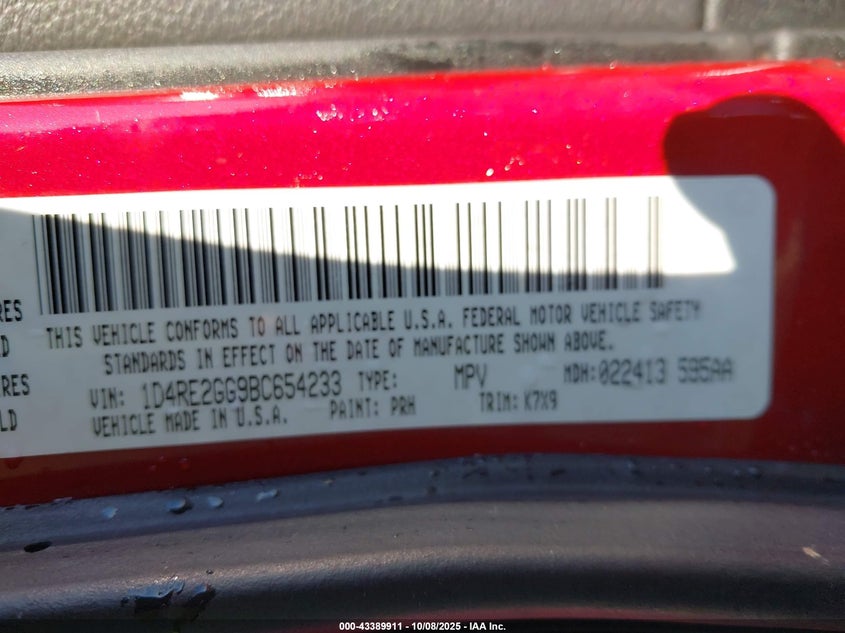 RES
D
RES
LD
THIS VEHICLE CONFORMS TO ALL APPLICABLE U.S.A. FEDERAL MOTOR VEHICLE SAFETY
STANDARDS IN EFFECT ON THE DATE OF MANUFACTURE SHOWN ABOVE.
VIN: 1D4RE2GG9BC654233 TYPE: MPV MDH:022413 595AA
VEHICLE MADE IN U.S.A. PAINT: PRH TRIM: K7X9
000-43389911 - 10/08/2025 - IAA Inc.